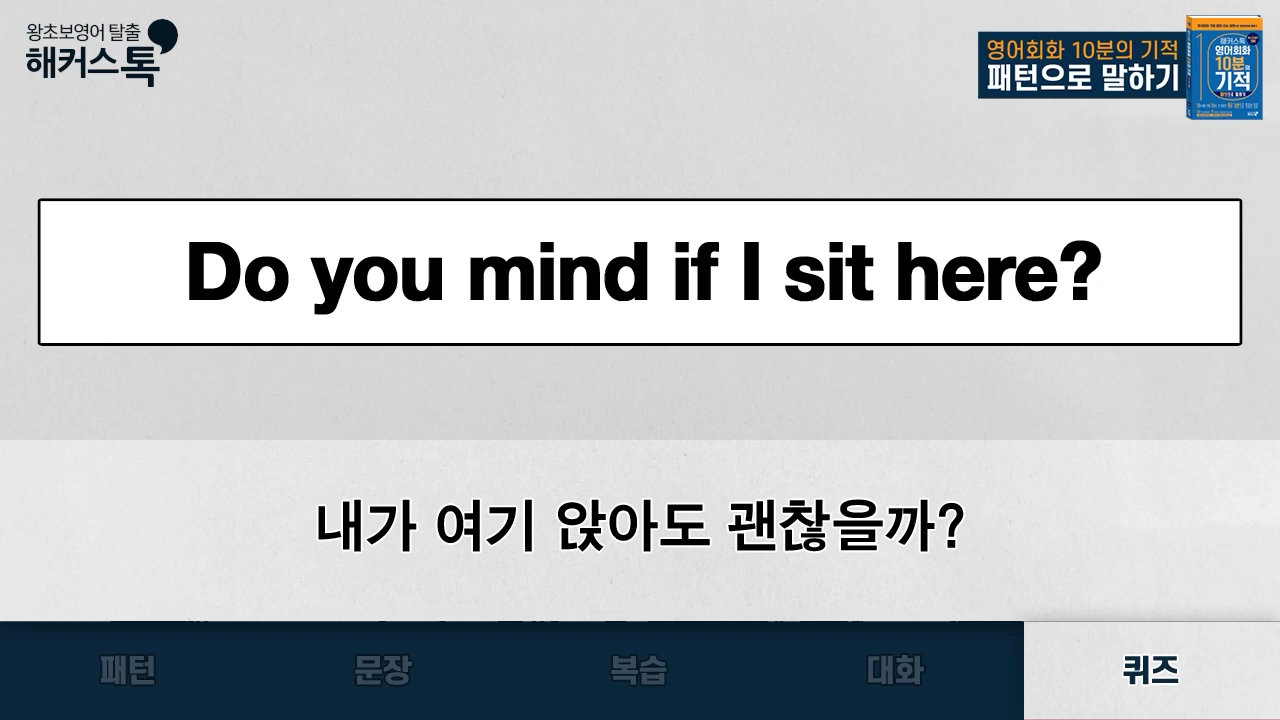 왕초보영어 탈출
해커스톡
영어회화 10분의 기적
패턴으로 말하기
해커스톡
영어회화
10분의
기적
Do you mind if I sit here?
내가 여기 앉아도 괜찮을까?
패턴
문장
복습
대화
퀴즈